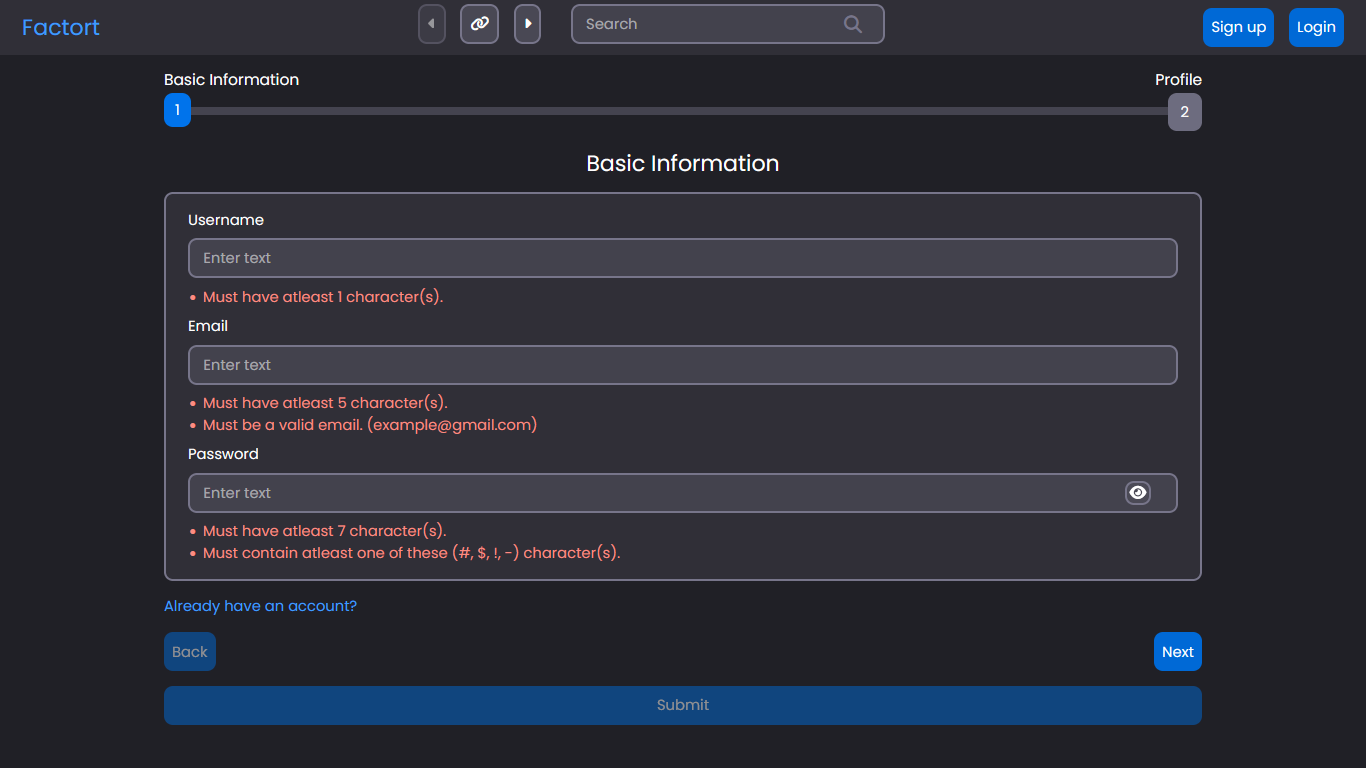 Factort
Search
Sign up
Login
Basic Information
Profile
1
2
Basic Information
Username
Enter text
• Must have atleast 1 character(s).
Email
Enter text
• Must have atleast 5 character(s).
• Must be a valid email. (example@gmail.com)
Password
Enter text
• Must have atleast 7 character(s).
• Must contain atleast one of these (#, $, !, -) character(s).
Already have an account?
Back
Next
Submit